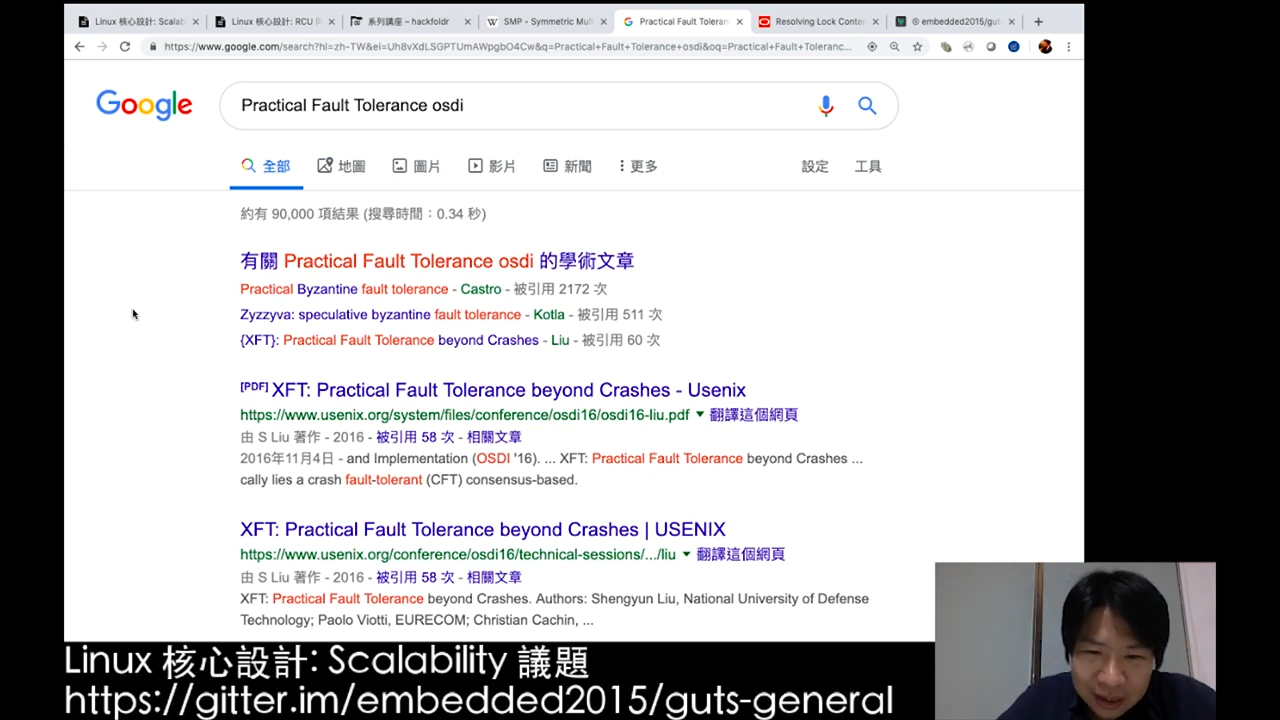 Linux 核心設計: Scalab
Linux 核心設計: RCU
系列講座 – hackfoldr
SMP - Symmetric Mult
Practical Fault Toleran
Resolving Lock Conter
embedded2015/gut
https://www.google.com/search?hl=zh-TW&ei=Uh8vXdLSGPTUmAWpgbO4Cw&q=Practical+Fault+Tolerance+osdi&oq=Practical+Fault+Toleranc...
Google
Practical Fault Tolerance osdi
全部 地圖 圖片 影片 新聞 更多 設定 工具
約有 90,000 項結果 (搜尋時間：0.34 秒)
有關 Practical Fault Tolerance osdi 的學術文章
Practical Byzantine fault tolerance - Castro - 被引用 2172 次
Zyzzyva: speculative byzantine fault tolerance - Kotla - 被引用 511 次
{XFT}: Practical Fault Tolerance beyond Crashes - Liu - 被引用 60 次
[PDF] XFT: Practical Fault Tolerance beyond Crashes - Usenix
https://www.usenix.org/system/files/conference/osdi16/osdi16-liu.pdf 翻譯這個網頁
由 S Liu 著作 - 2016 - 被引用 58 次 - 相關文章
2016年11月4日 - and Implementation (OSDI '16). ... XFT: Practical Fault Tolerance beyond Crashes ...
cally lies a crash fault-tolerant (CFT) consensus-based.
XFT: Practical Fault Tolerance beyond Crashes | USENIX
https://www.usenix.org/conference/osdi16/technical-sessions/.../liu 翻譯這個網頁
由 S Liu 著作 - 2016 - 被引用 58 次 - 相關文章
XFT: Practical Fault Tolerance beyond Crashes. Authors: Shengyun Liu, National University of Defense
Technology; Paolo Viotti, EURECOM; Christian Cachin, ...
Linux 核心設計: Scalability 議題
https://gitter.im/embedded2015/guts-general